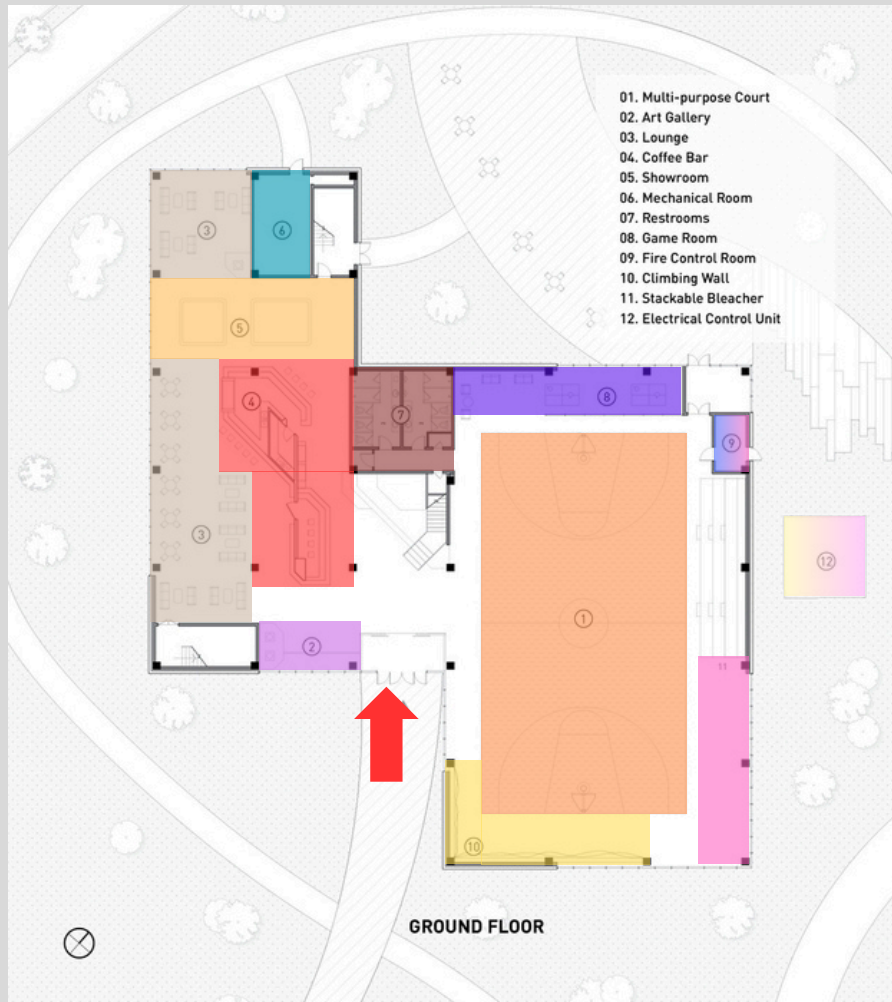 01. Multi-purpose Court
02. Art Gallery
03. Lounge
04. Coffee Bar
05. Showroom
06. Mechanical Room
07. Restrooms
08. Game Room
09. Fire Control Room
10. Climbing Wall
11. Stackable Bleacher
12. Electrical Control Unit
3
6
5
4
7
8
9
3
12
1
2
11
10
GROUND FLOOR